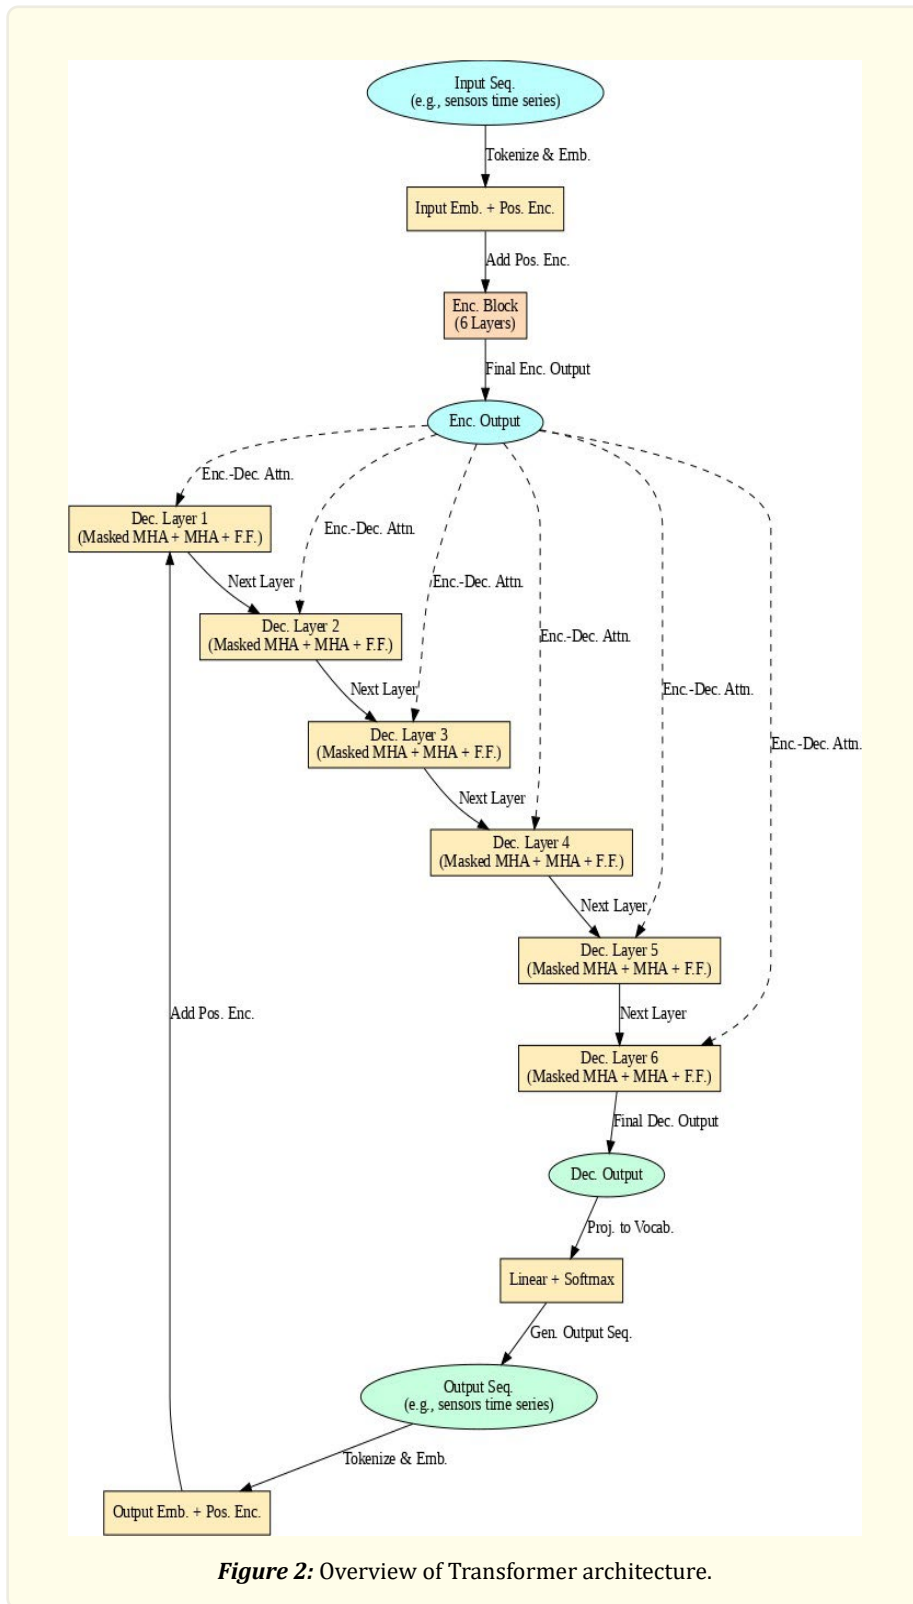 Input Seq.
(e.g., sensors time series)
Tokenize & Emb.
Input Emb. + Pos. Enc.
Add Pos. Enc.
Enc. Block
(6 Layers)
Final Enc. Output
Enc. Output
Enc.-Dec. Attn.
Dec. Layer 1
(Masked MHA + MHA + F.F.)
Enc.-Dec. Attn.
Next Layer
Enc.-Dec. Attn.
Dec. Layer 2
(Masked MHA + MHA + F.F.)
Enc.-Dec. Attn.
Next Layer
Enc.-Dec. Attn.
Dec. Layer 3
(Masked MHA + MHA + F.F.)
Enc.-Dec. Attn.
Next Layer
Dec. Layer 4
(Masked MHA + MHA + F.F.)
Next Layer
Dec. Layer 5
(Masked MHA + MHA + F.F.)
Add Pos. Enc.
Next Layer
Dec. Layer 6
(Masked MHA + MHA + F.F.)
Final Dec. Output
Dec. Output
Proj. to Vocab.
Linear + Softmax
Gen. Output Seq.
Output Seq.
(e.g., sensors time series)
Tokenize & Emb.
Output Emb. + Pos. Enc.
Figure 2: Overview of Transformer architecture.